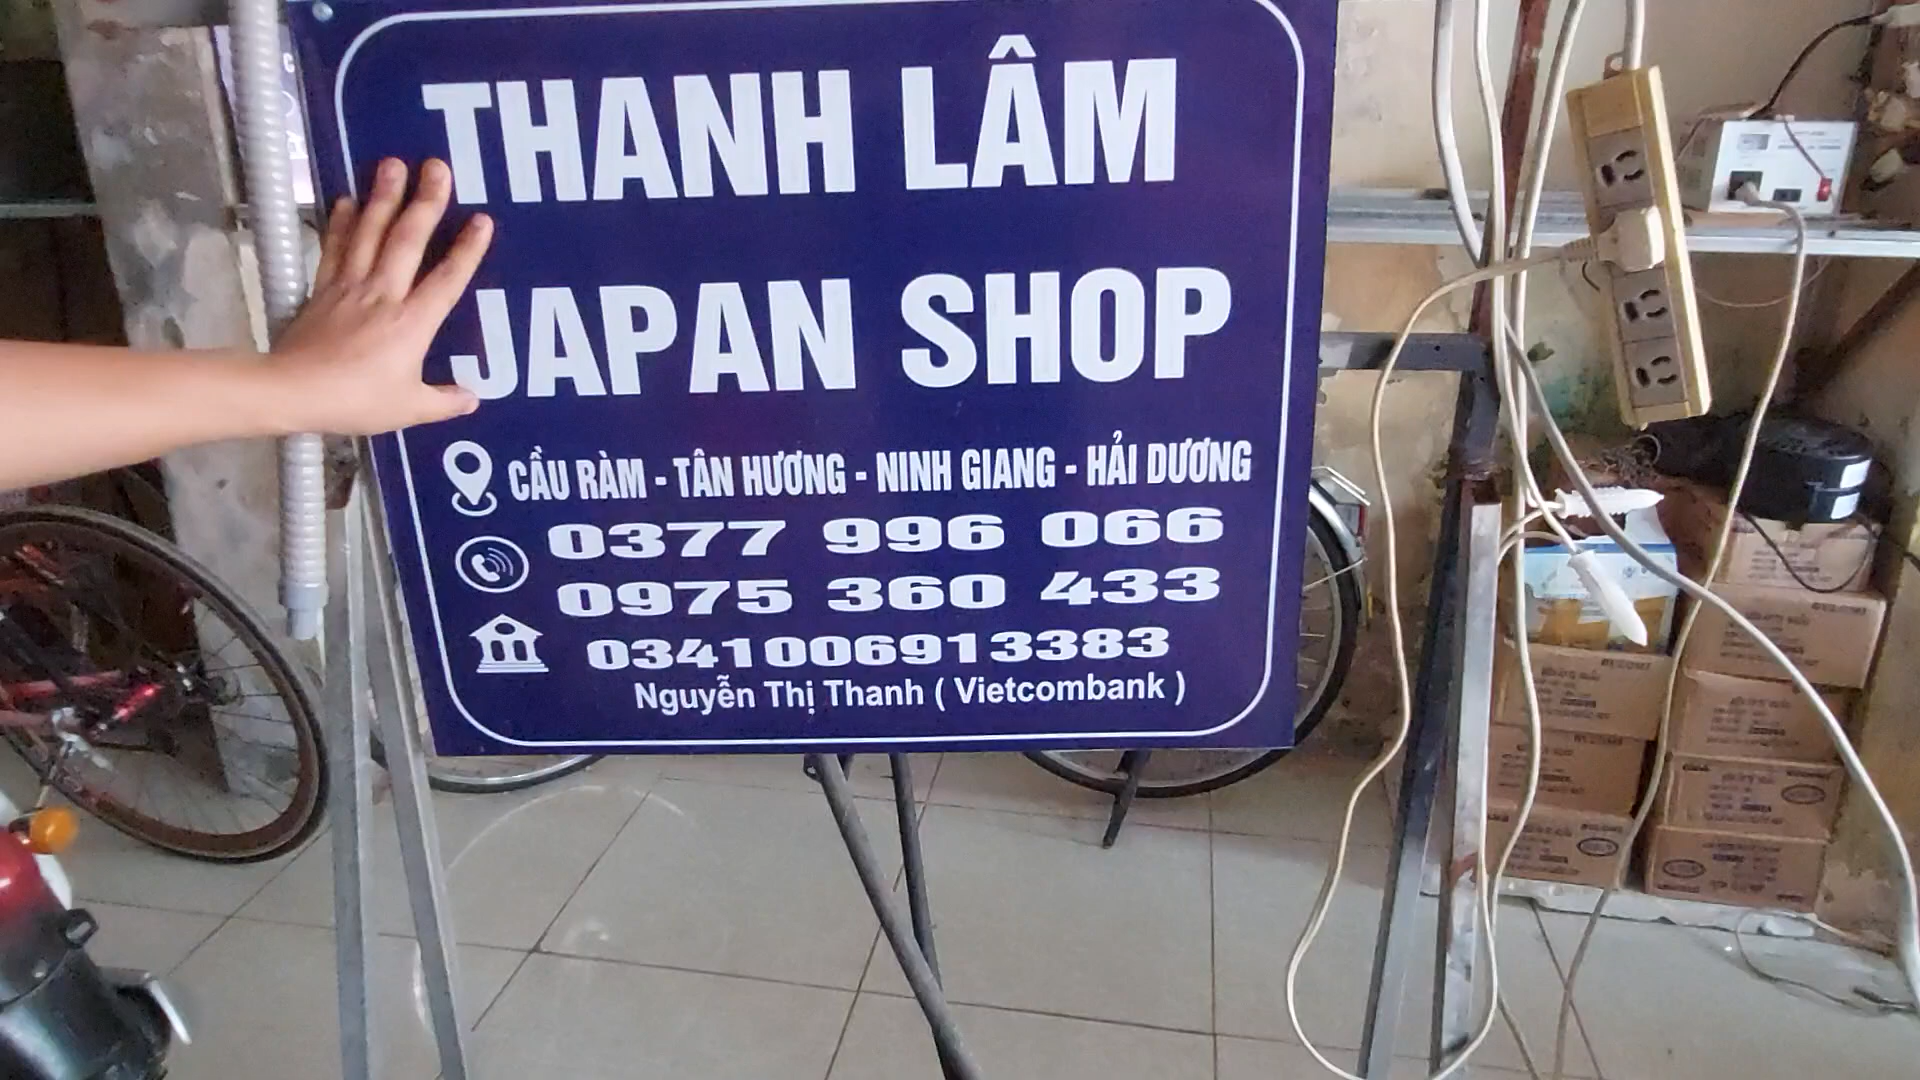 THANH LÂM
JAPAN SHOP
CẦU RÀM - TÂN HƯƠNG - NINH GIANG - HẢI DƯƠNG
0377 996 066
0975 360 433
0341006913383
Nguyễn Thị Thanh ( Vietcombank )